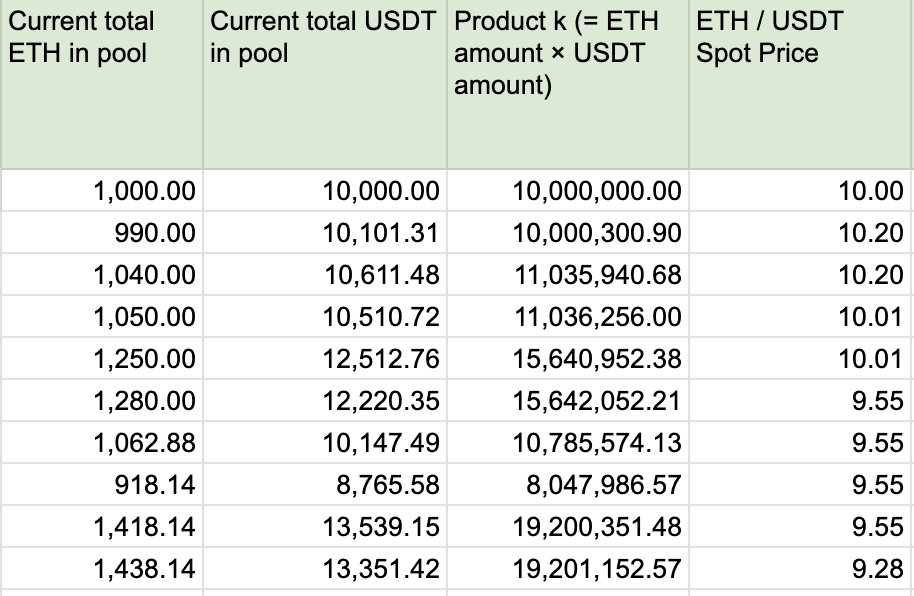 Current total ETH in pool | Current total USDT in pool | Product k (= ETH amount × USDT amount) | ETH / USDT Spot Price
1,000.00 | 10,000.00 | 10,000,000.00 | 10.00
990.00 | 10,101.31 | 10,000,300.90 | 10.20
1,040.00 | 10,611.48 | 11,035,940.68 | 10.20
1,050.00 | 10,510.72 | 11,036,256.00 | 10.01
1,250.00 | 12,512.76 | 15,640,952.38 | 10.01
1,280.00 | 12,220.35 | 15,642,052.21 | 9.55
1,062.88 | 10,147.49 | 10,785,574.13 | 9.55
918.14 | 8,765.58 | 8,047,986.57 | 9.55
1,418.14 | 13,539.15 | 19,200,351.48 | 9.55
1,438.14 | 13,351.42 | 19,201,152.57 | 9.28